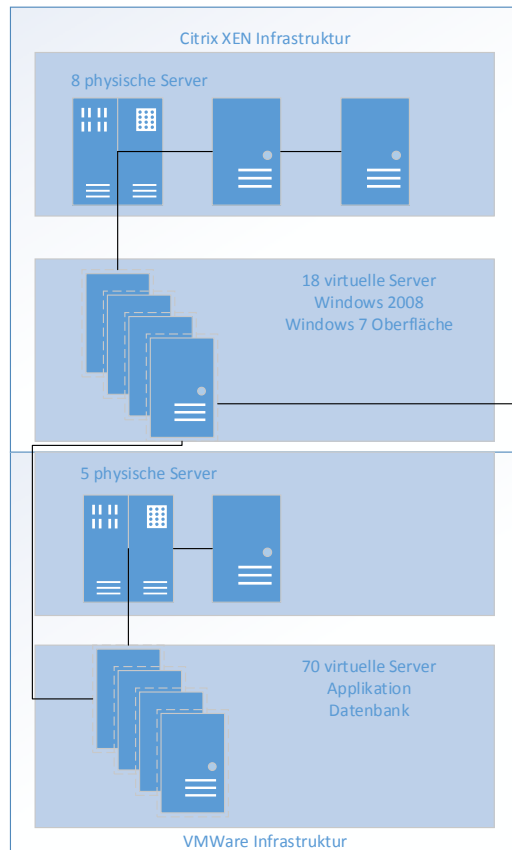 Citrix XEN Infrastruktur
8 physische Server
18 virtuelle Server
Windows 2008
Windows 7 Oberfläche
5 physische Server
70 virtuelle Server
Applikation
Datenbank
VMWare Infrastruktur